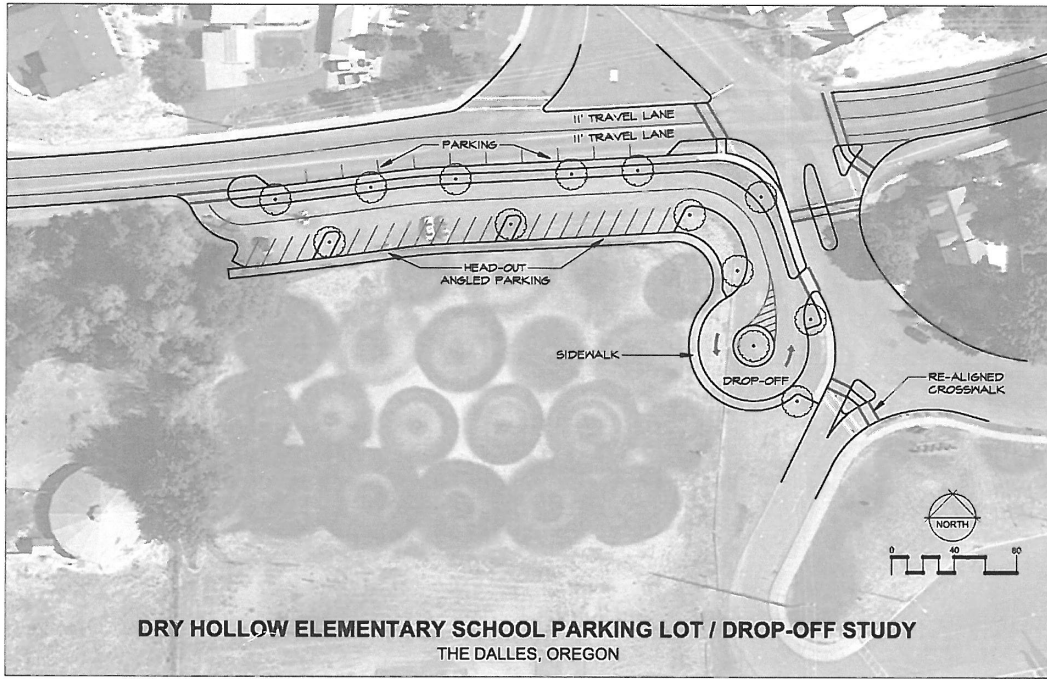 11' TRAVEL LANE
11' TRAVEL LANE
PARKING
HEAD-OUT
ANGLED PARKING
SIDEWALK
DROP-OFF
RE-ALIGNED
CROSSWALK
NORTH
0 40 80
DRY HOLLOW ELEMENTARY SCHOOL PARKING LOT / DROP-OFF STUDY
THE DALLES, OREGON